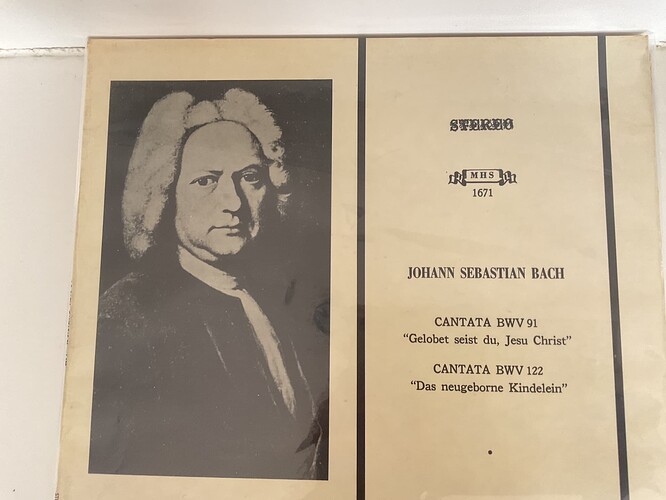 STEREO
MHS
1671
JOHANN SEBASTIAN BACH
CANTATA BWV 91
“Gelobet seist du, Jesu Christ”
CANTATA BWV 122
“Das neugeborne Kindelein”